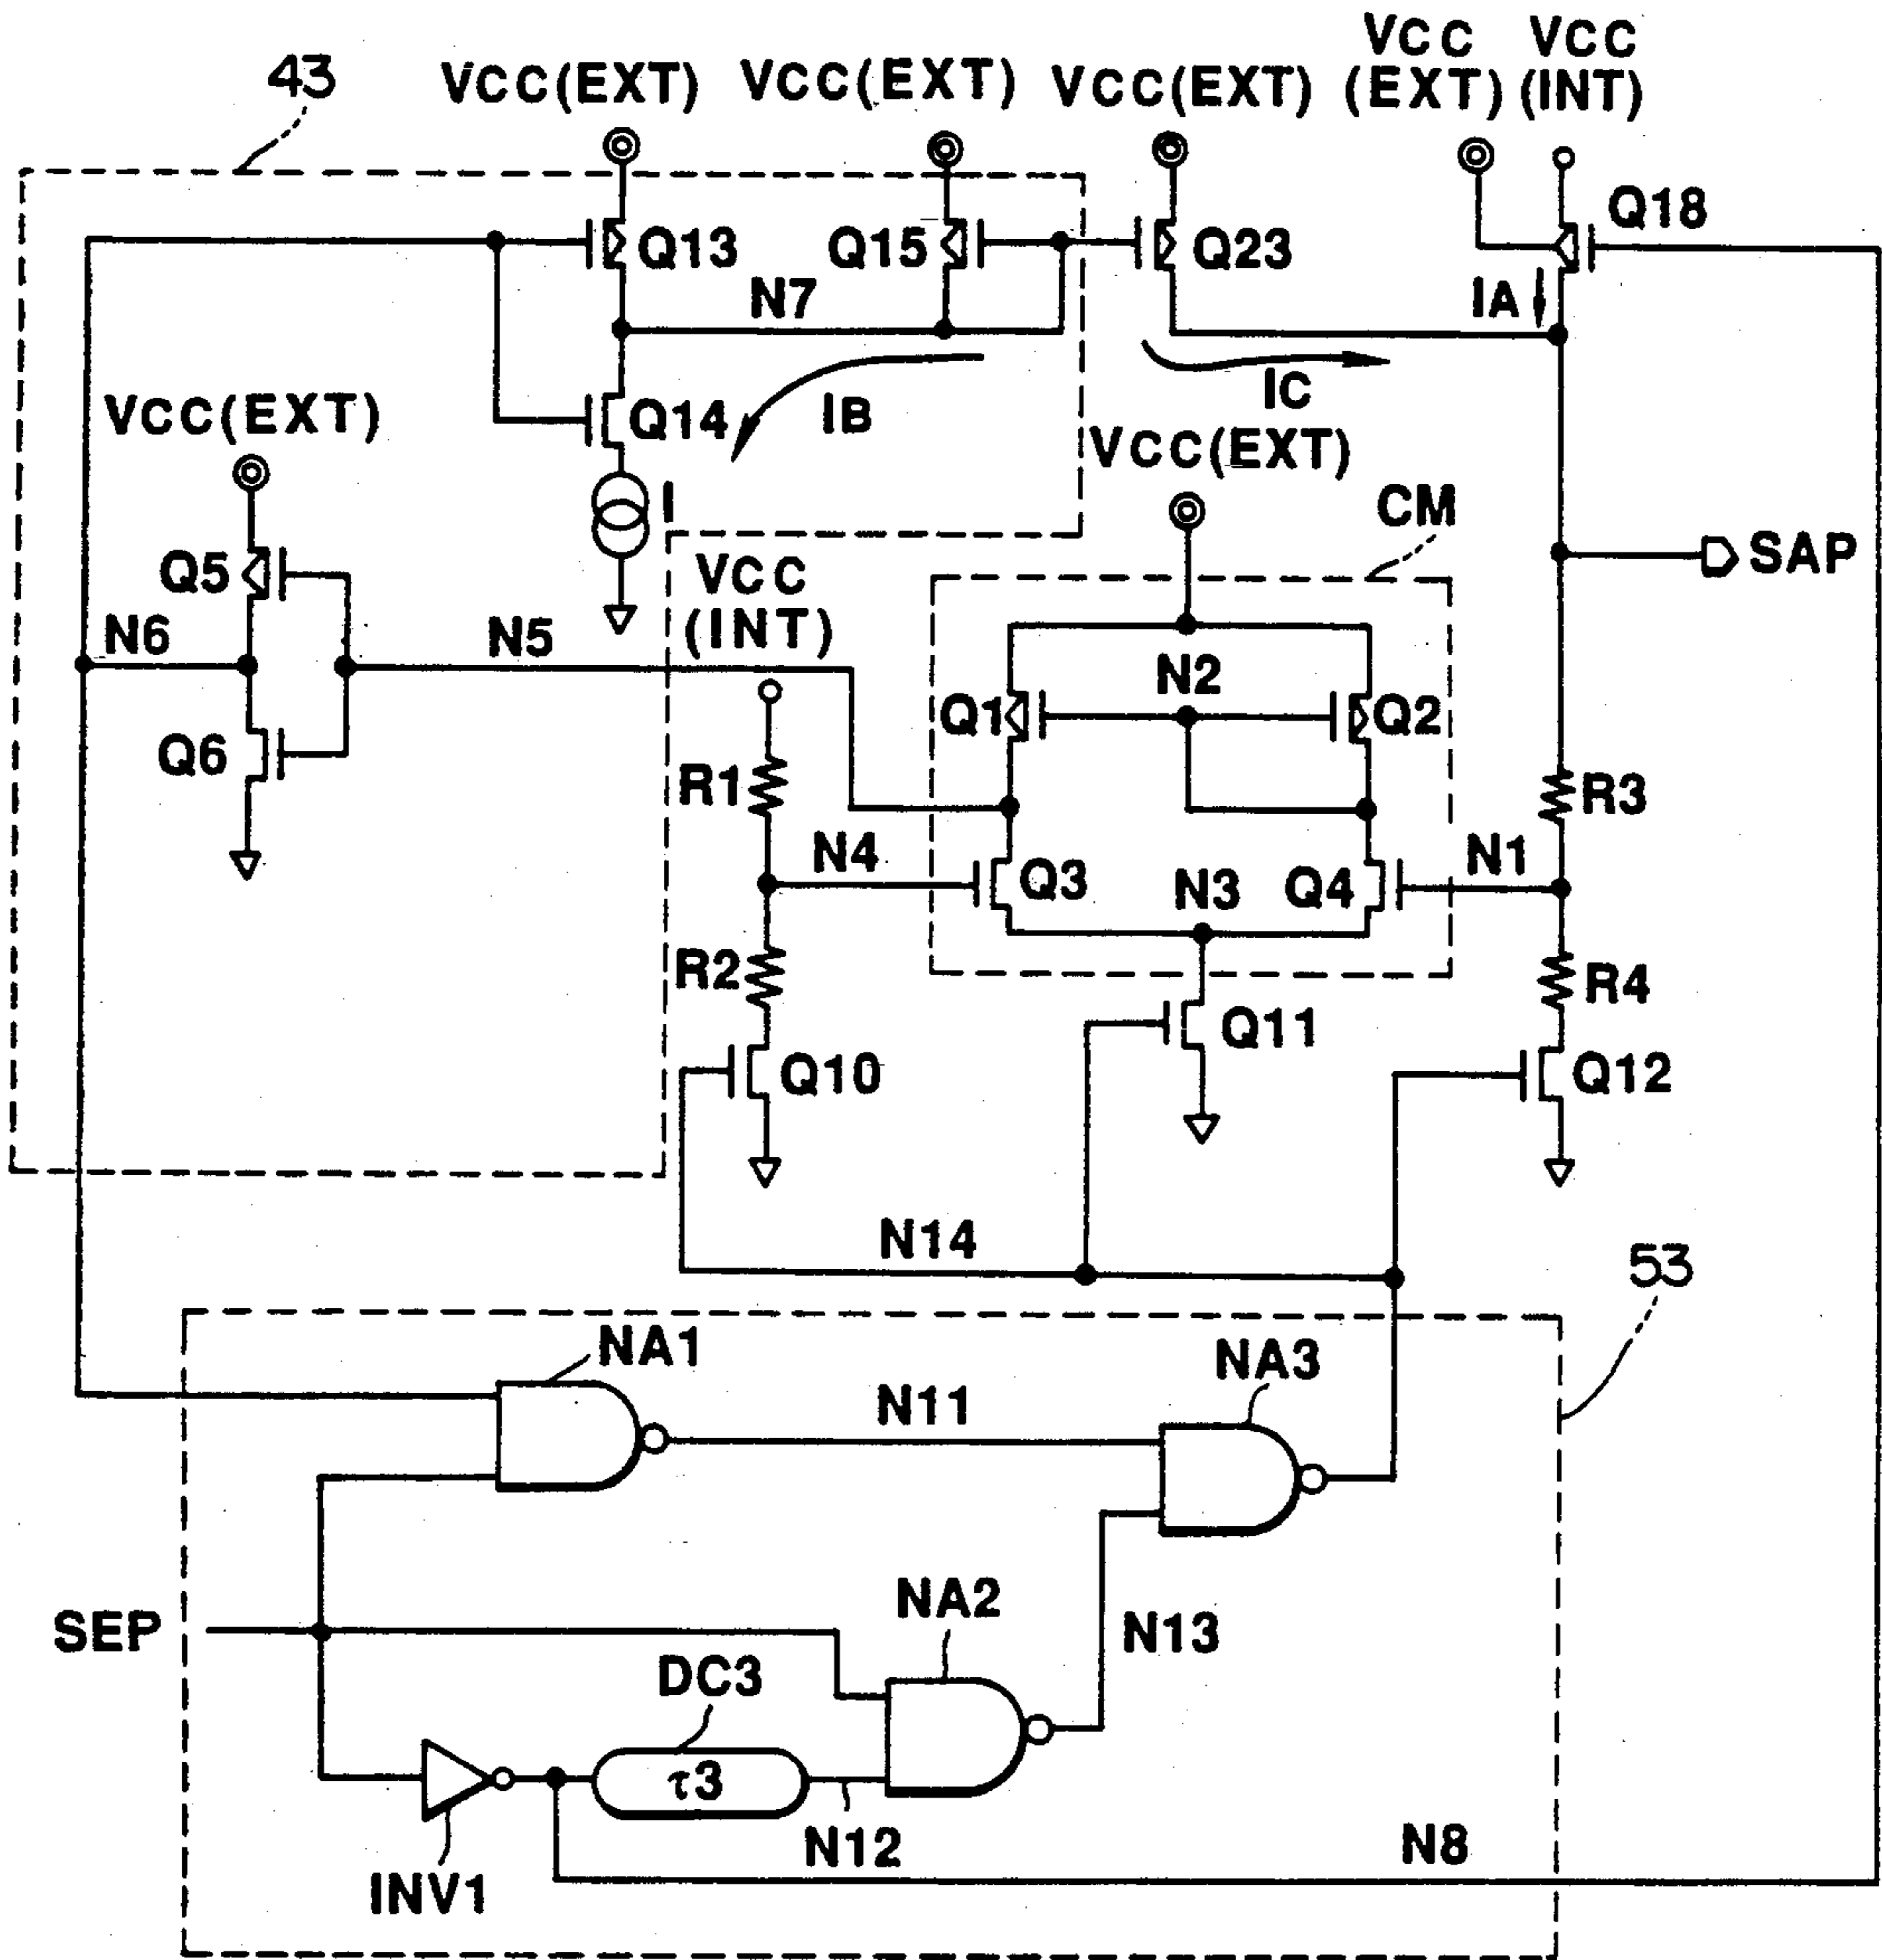 43
VCC(EXT)
VCC(EXT)
VCC(EXT)
VCC
(EXT)
VCC
(INT)
Q13
Q15
Q23
Q18
N7
IA
IB
IC
VCC(EXT)
Q14
I
VCC(EXT)
CM
Q5
VCC
(INT)
SAP
N6
N5
N2
Q1
Q2
Q6
R1
R3
N4
Q3
N3
Q4
N1
R2
R4
Q11
Q10
Q12
N14
53
NA1
NA3
N11
NA2
SEP
N13
DC3
τ3
N12
N8
INV1